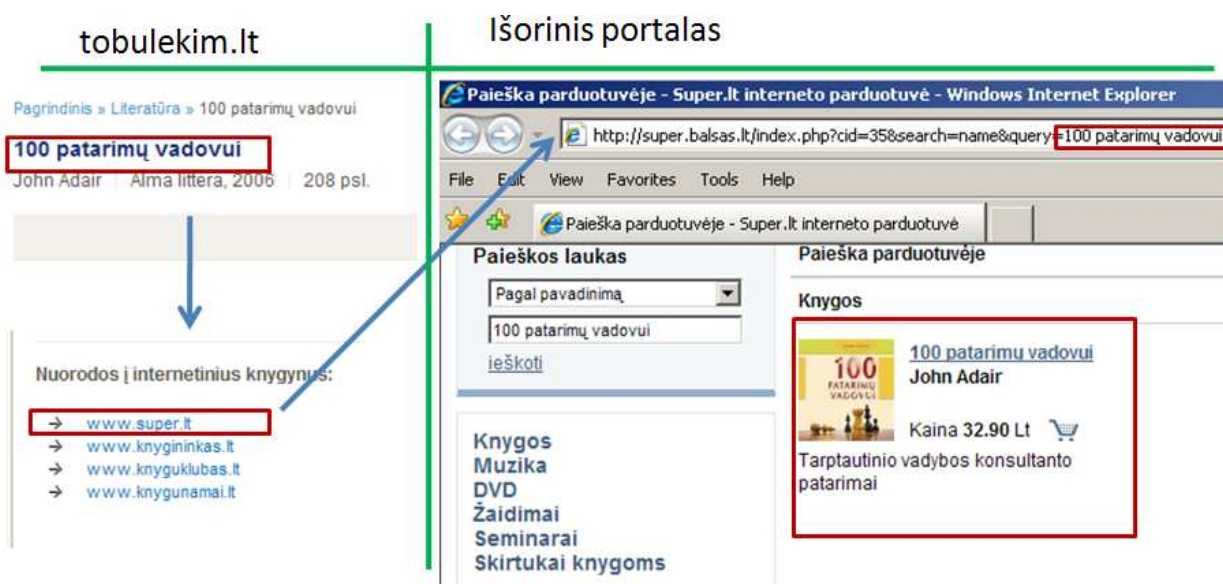 tobulekim.lt
Pagrindinis » Literatūra » 100 patarimų vadovui
100 patarimų vadovui
John Adair | Alma littera, 2006 | 208 psl.
Nuorodos į internetinius knygynus:
→ www.super.lt
→ www.knygininkas.lt
→ www.knyguklubas.lt
→ www.knygunamai.lt
Išorinis portalas
Paieška parduotuvėje - Super.lt interneto parduotuvė - Windows Internet Explorer
http://super.balsas.lt/index.php?cid=35&search=name&query=100 patarimų vadovui
File Edit View Favorites Tools Help
Paieška parduotuvėje - Super.lt interneto parduotuvė
Paieškos laukas
Pagal pavadinimą
100 patarimų vadovui
ieškoti
Knygos
Muzika
DVD
Žaidimai
Seminarai
Skirtukai knygoms
Paieška parduotuvėje
Knygos
100
PATARIMŲ
VADOVUI
100 patarimų vadovui
John Adair
Kaina 32.90 Lt
Tarptautinio vadybos konsultanto
patarimai